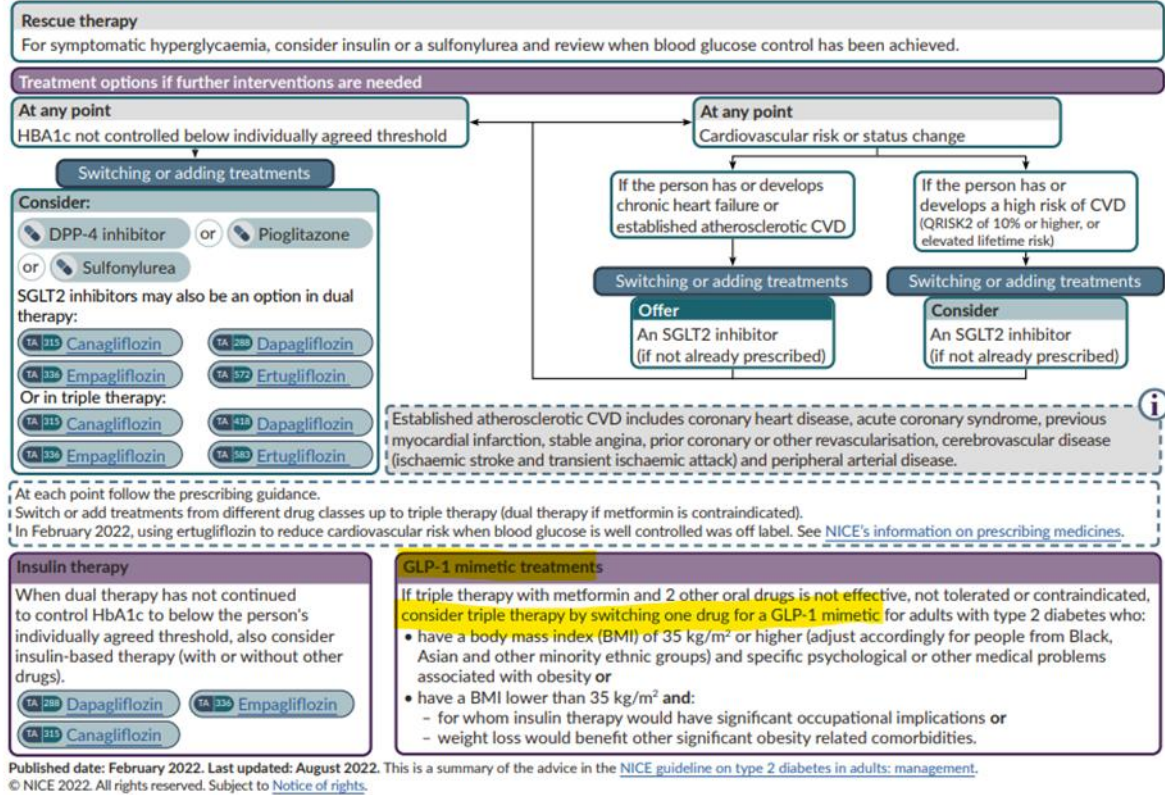 Rescue therapy
For symptomatic hyperglycaemia, consider insulin or a sulfonylurea and review when blood glucose control has been achieved.
Treatment options if further interventions are needed
At any point
HBA1c not controlled below individually agreed threshold
Switching or adding treatments
Consider:
DPP-4 inhibitor or Pioglitazone
or Sulfonylurea
SGLT2 inhibitors may also be an option in dual
therapy:
TA 315 Canagliflozin TA 288 Dapagliflozin
TA 336 Empagliflozin TA 572 Ertugliflozin
Or in triple therapy:
TA 315 Canagliflozin TA 418 Dapagliflozin
TA 336 Empagliflozin TA 583 Ertugliflozin
At any point
Cardiovascular risk or status change
If the person has or develops
chronic heart failure or
established atherosclerotic CVD
Switching or adding treatments
Offer
An SGLT2 inhibitor
(if not already prescribed)
If the person has or
develops a high risk of CVD
(QRISK2 of 10% or higher, or
elevated lifetime risk)
Switching or adding treatments
Consider
An SGLT2 inhibitor
(if not already prescribed)
i
Established atherosclerotic CVD includes coronary heart disease, acute coronary syndrome, previous
myocardial infarction, stable angina, prior coronary or other revascularisation, cerebrovascular disease
(ischaemic stroke and transient ischaemic attack) and peripheral arterial disease.
At each point follow the prescribing guidance.
Switch or add treatments from different drug classes up to triple therapy (dual therapy if metformin is contraindicated).
In February 2022, using ertugliflozin to reduce cardiovascular risk when blood glucose is well controlled was off label. See NICE's information on prescribing medicines.
Insulin therapy
When dual therapy has not continued
to control HbA1c to below the person's
individually agreed threshold, also consider
insulin-based therapy (with or without other
drugs).
TA 288 Dapagliflozin TA 336 Empagliflozin
TA 315 Canagliflozin
GLP-1 mimetic treatments
If triple therapy with metformin and 2 other oral drugs is not effective, not tolerated or contraindicated,
consider triple therapy by switching one drug for a GLP-1 mimetic for adults with type 2 diabetes who:
• have a body mass index (BMI) of 35 kg/m² or higher (adjust accordingly for people from Black,
Asian and other minority ethnic groups) and specific psychological or other medical problems
associated with obesity or
• have a BMI lower than 35 kg/m² and:
– for whom insulin therapy would have significant occupational implications or
– weight loss would benefit other significant obesity related comorbidities.
Published date: February 2022. Last updated: August 2022. This is a summary of the advice in the NICE guideline on type 2 diabetes in adults: management.
© NICE 2022. All rights reserved. Subject to Notice of rights.